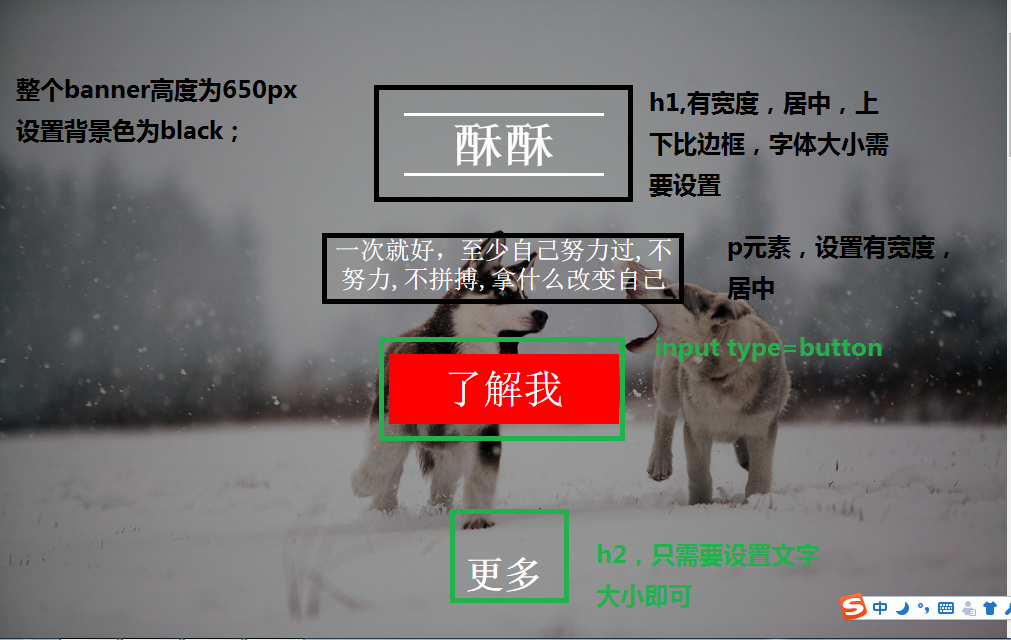 整个banner高度为650px
设置背景色为black；
酥酥
h1,有宽度，居中，上
下比边框，字体大小需
要设置
一次就好，至少自己努力过,不
努力,不拼搏,拿什么改变自己
p元素，设置有宽度，
居中
input type=button
了解我
更多
h2，只需要设置文字
大小即可
S 中